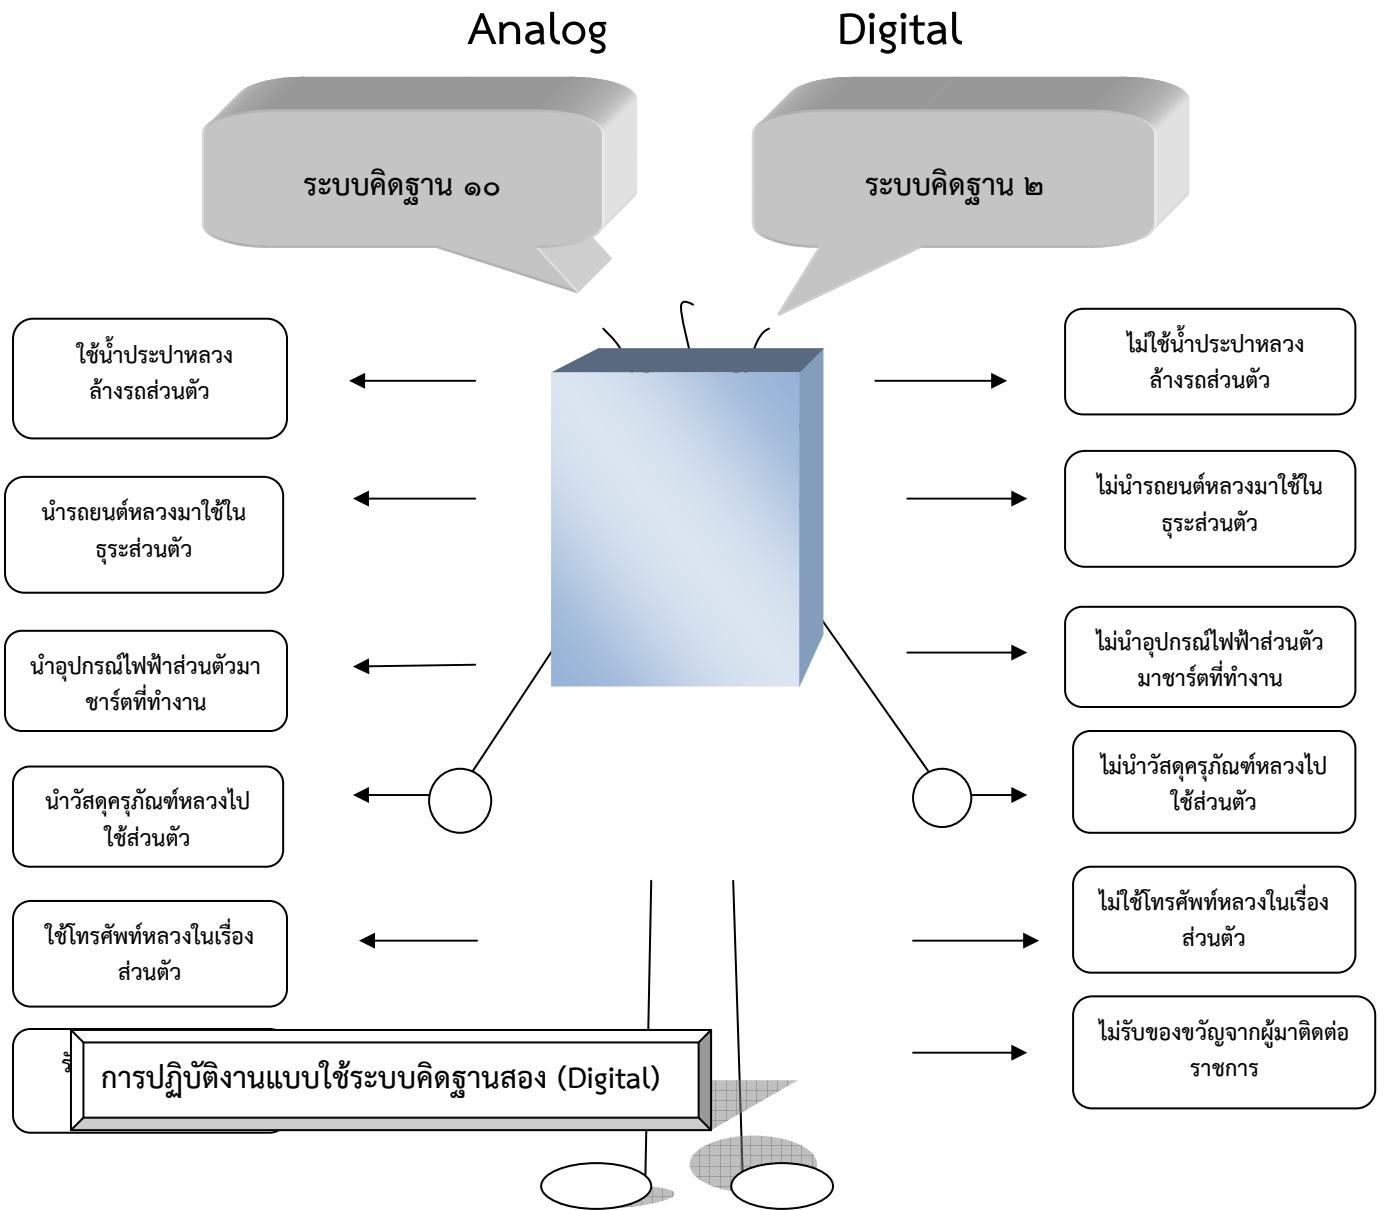 Analog
Digital
ระบบคิดฐาน ๑๐
ระบบคิดฐาน ๒
ใช้น้ำประปาหลวง
ล้างรถส่วนตัว
ไม่ใช้น้ำประปาหลวง
ล้างรถส่วนตัว
นำรถยนต์หลวงมาใช้ใน
ธุระส่วนตัว
ไม่นำรถยนต์หลวงมาใช้ใน
ธุระส่วนตัว
นำอุปกรณ์ไฟฟ้าส่วนตัวมา
ชาร์ตที่ทำงาน
ไม่นำอุปกรณ์ไฟฟ้าส่วนตัว
มาชาร์ตที่ทำงาน
นำวัสดุครุภัณฑ์หลวงไป
ใช้ส่วนตัว
ไม่นำวัสดุครุภัณฑ์หลวงไป
ใช้ส่วนตัว
ใช้โทรศัพท์หลวงในเรื่อง
ส่วนตัว
ไม่ใช้โทรศัพท์หลวงในเรื่อง
ส่วนตัว
ไม่รับของขวัญจากผู้มาติดต่อ
ราชการ
การปฏิบัติงานแบบใช้ระบบคิดฐานสอง (Digital)